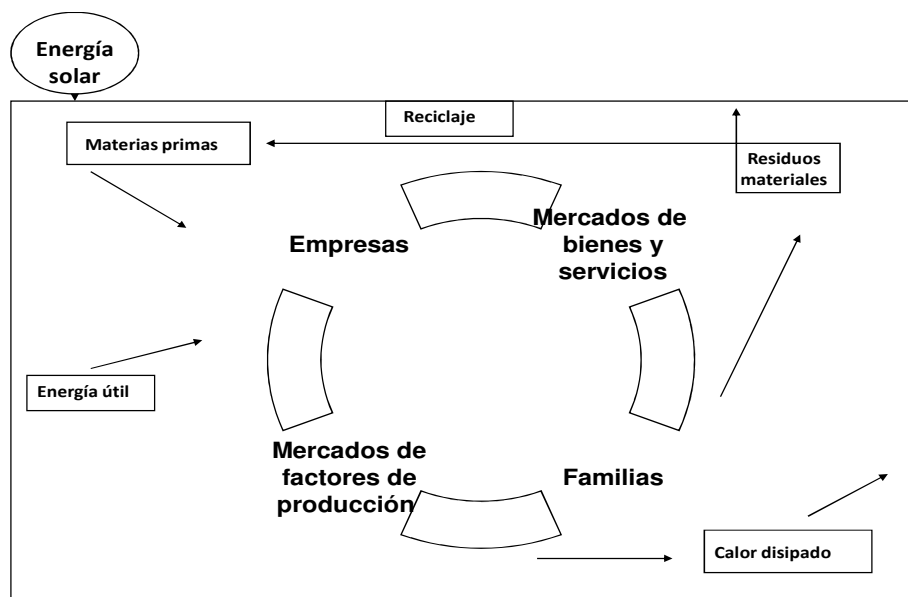 Energía
solar
Reciclaje
Materias primas
Residuos
materiales
Empresas
Mercados de
bienes y
servicios
Energía útil
Mercados de
factores de
producción
Familias
Calor disipado